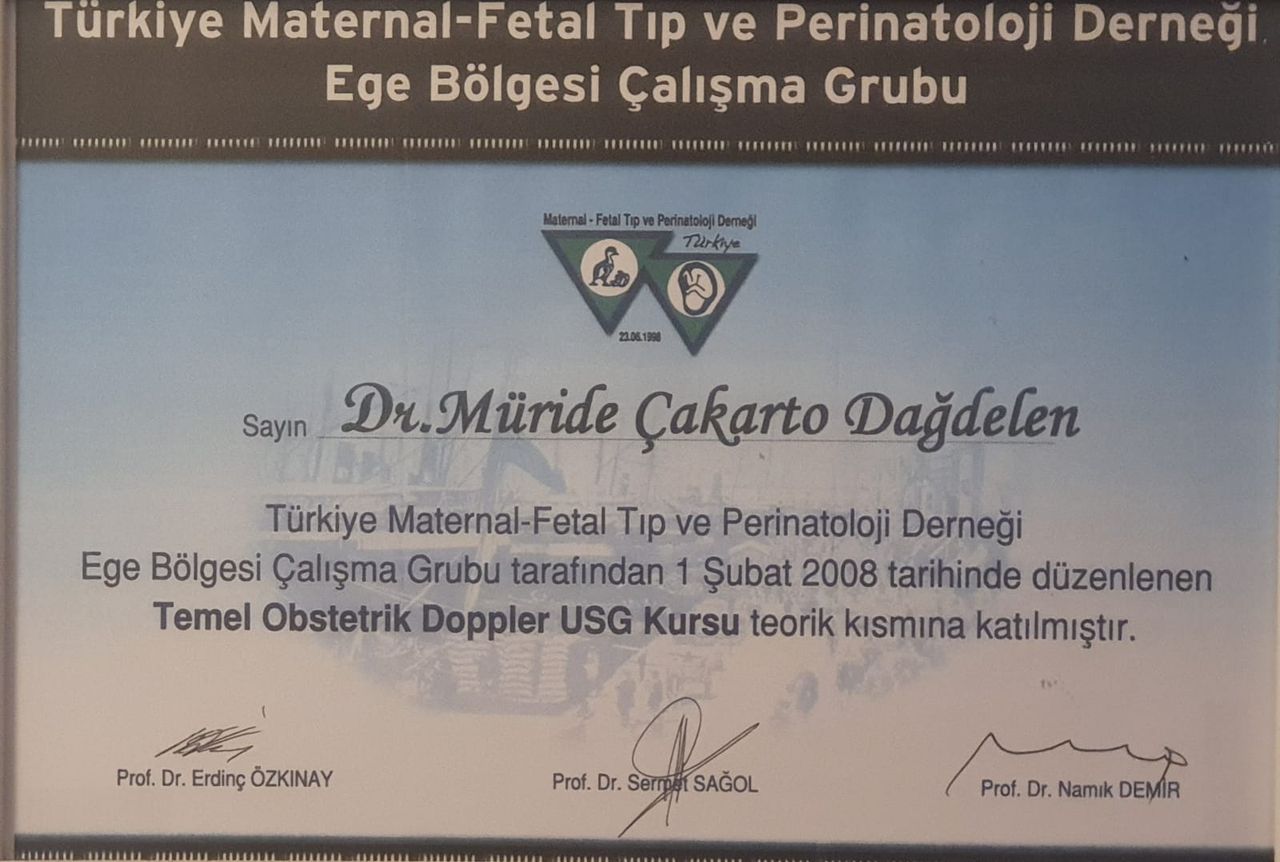 Türkiye Maternal-Fetal Tıp ve Perinatoloji Derneği
Ege Bölgesi Çalışma Grubu
Maternal - Fetal Tıp ve Perinatoloji Derneği
Türkiye
23.06.1998
Sayın Dr.Müride Çakarto Dağdelen
Türkiye Maternal-Fetal Tıp ve Perinatoloji Derneği
Ege Bölgesi Çalışma Grubu tarafından 1 Şubat 2008 tarihinde düzenlenen
Temel Obstetrik Doppler USG Kursu teorik kısmına katılmıştır.
Prof. Dr. Erdinç ÖZKINAY
Prof. Dr. Sermet SAĞOL
Prof. Dr. Namık DEMİR